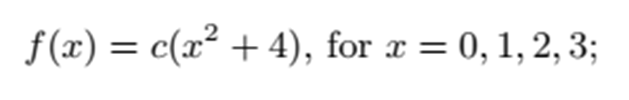 f(x) = c(x² + 4), for x = 0, 1, 2, 3;